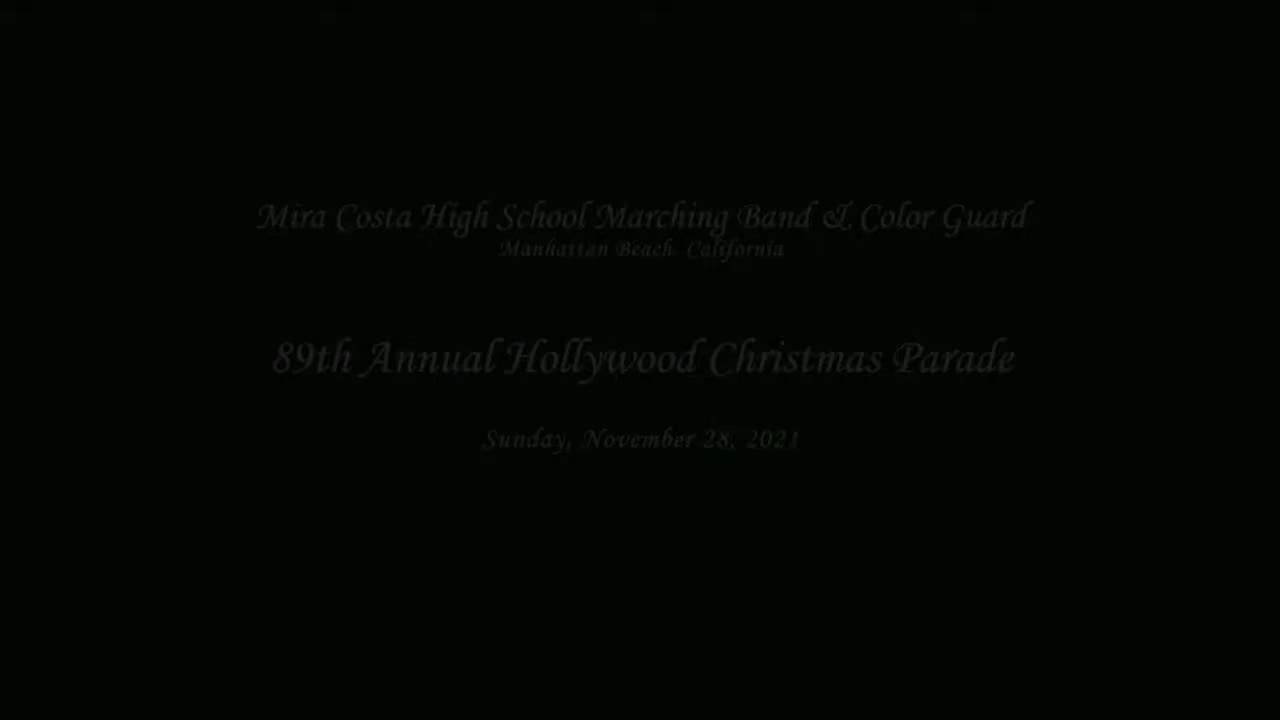 Mira Costa High School Marching Band & Color Guard
Manhattan Beach, California
89th Annual Hollywood Christmas Parade
Sunday, November 28, 2021